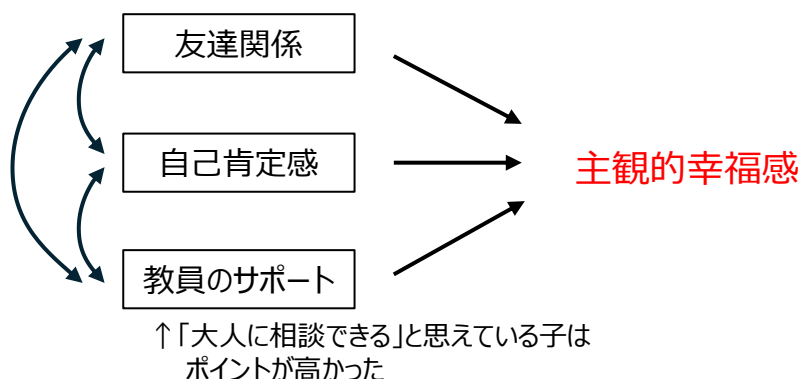 友達関係
自己肯定感
主観的幸福感
教員のサポート
↑「大人に相談できる」と思えている子は
ポイントが高かった